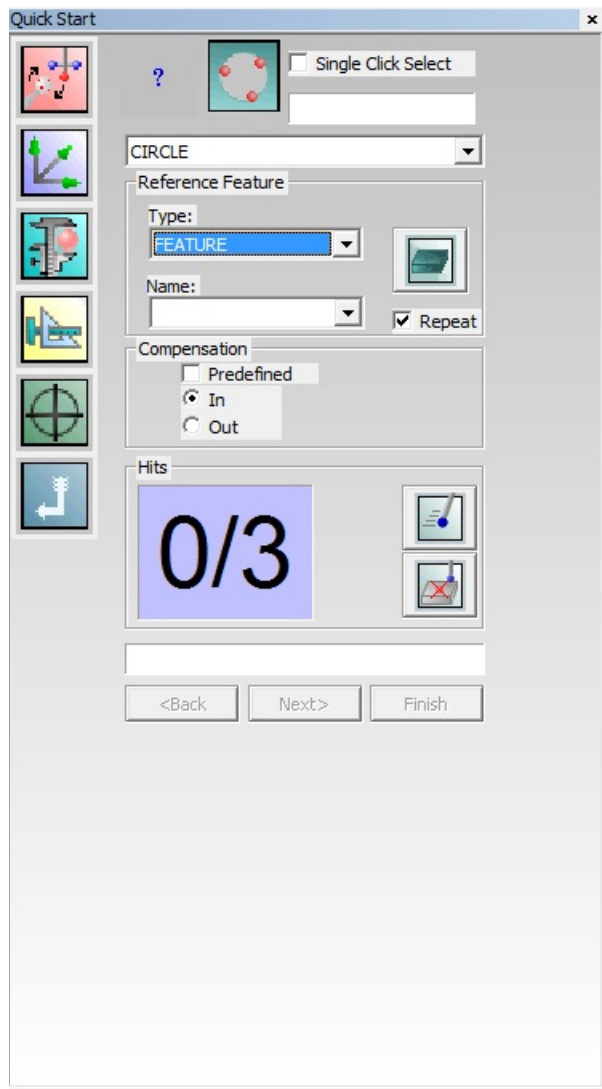 Quick Start
?
Single Click Select
CIRCLE
Reference Feature
Type:
FEATURE
Name:
Repeat
Compensation
Predefined
In
Out
Hits
0/3
<Back Next> Finish